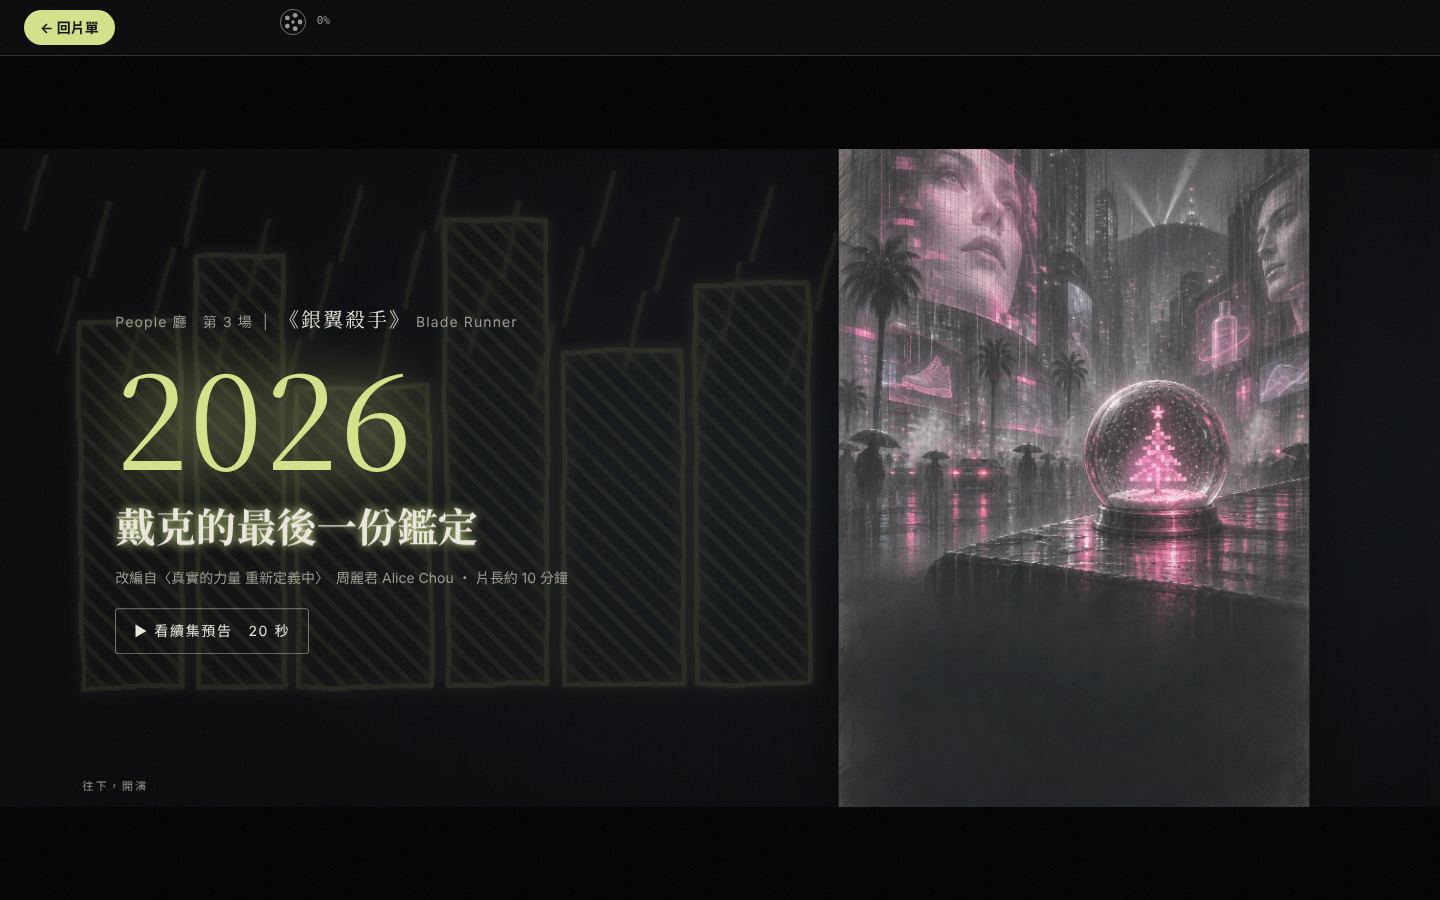 ← 回片單
0%
People 廳 第 3 場 | 《銀翼殺手》 Blade Runner
2026
戴克的最後一份鑑定
改編自〈真實的力量 重新定義中〉 周麗君 Alice Chou ・ 片長約 10 分鐘
▶ 看續集預告 20 秒
往下，開演